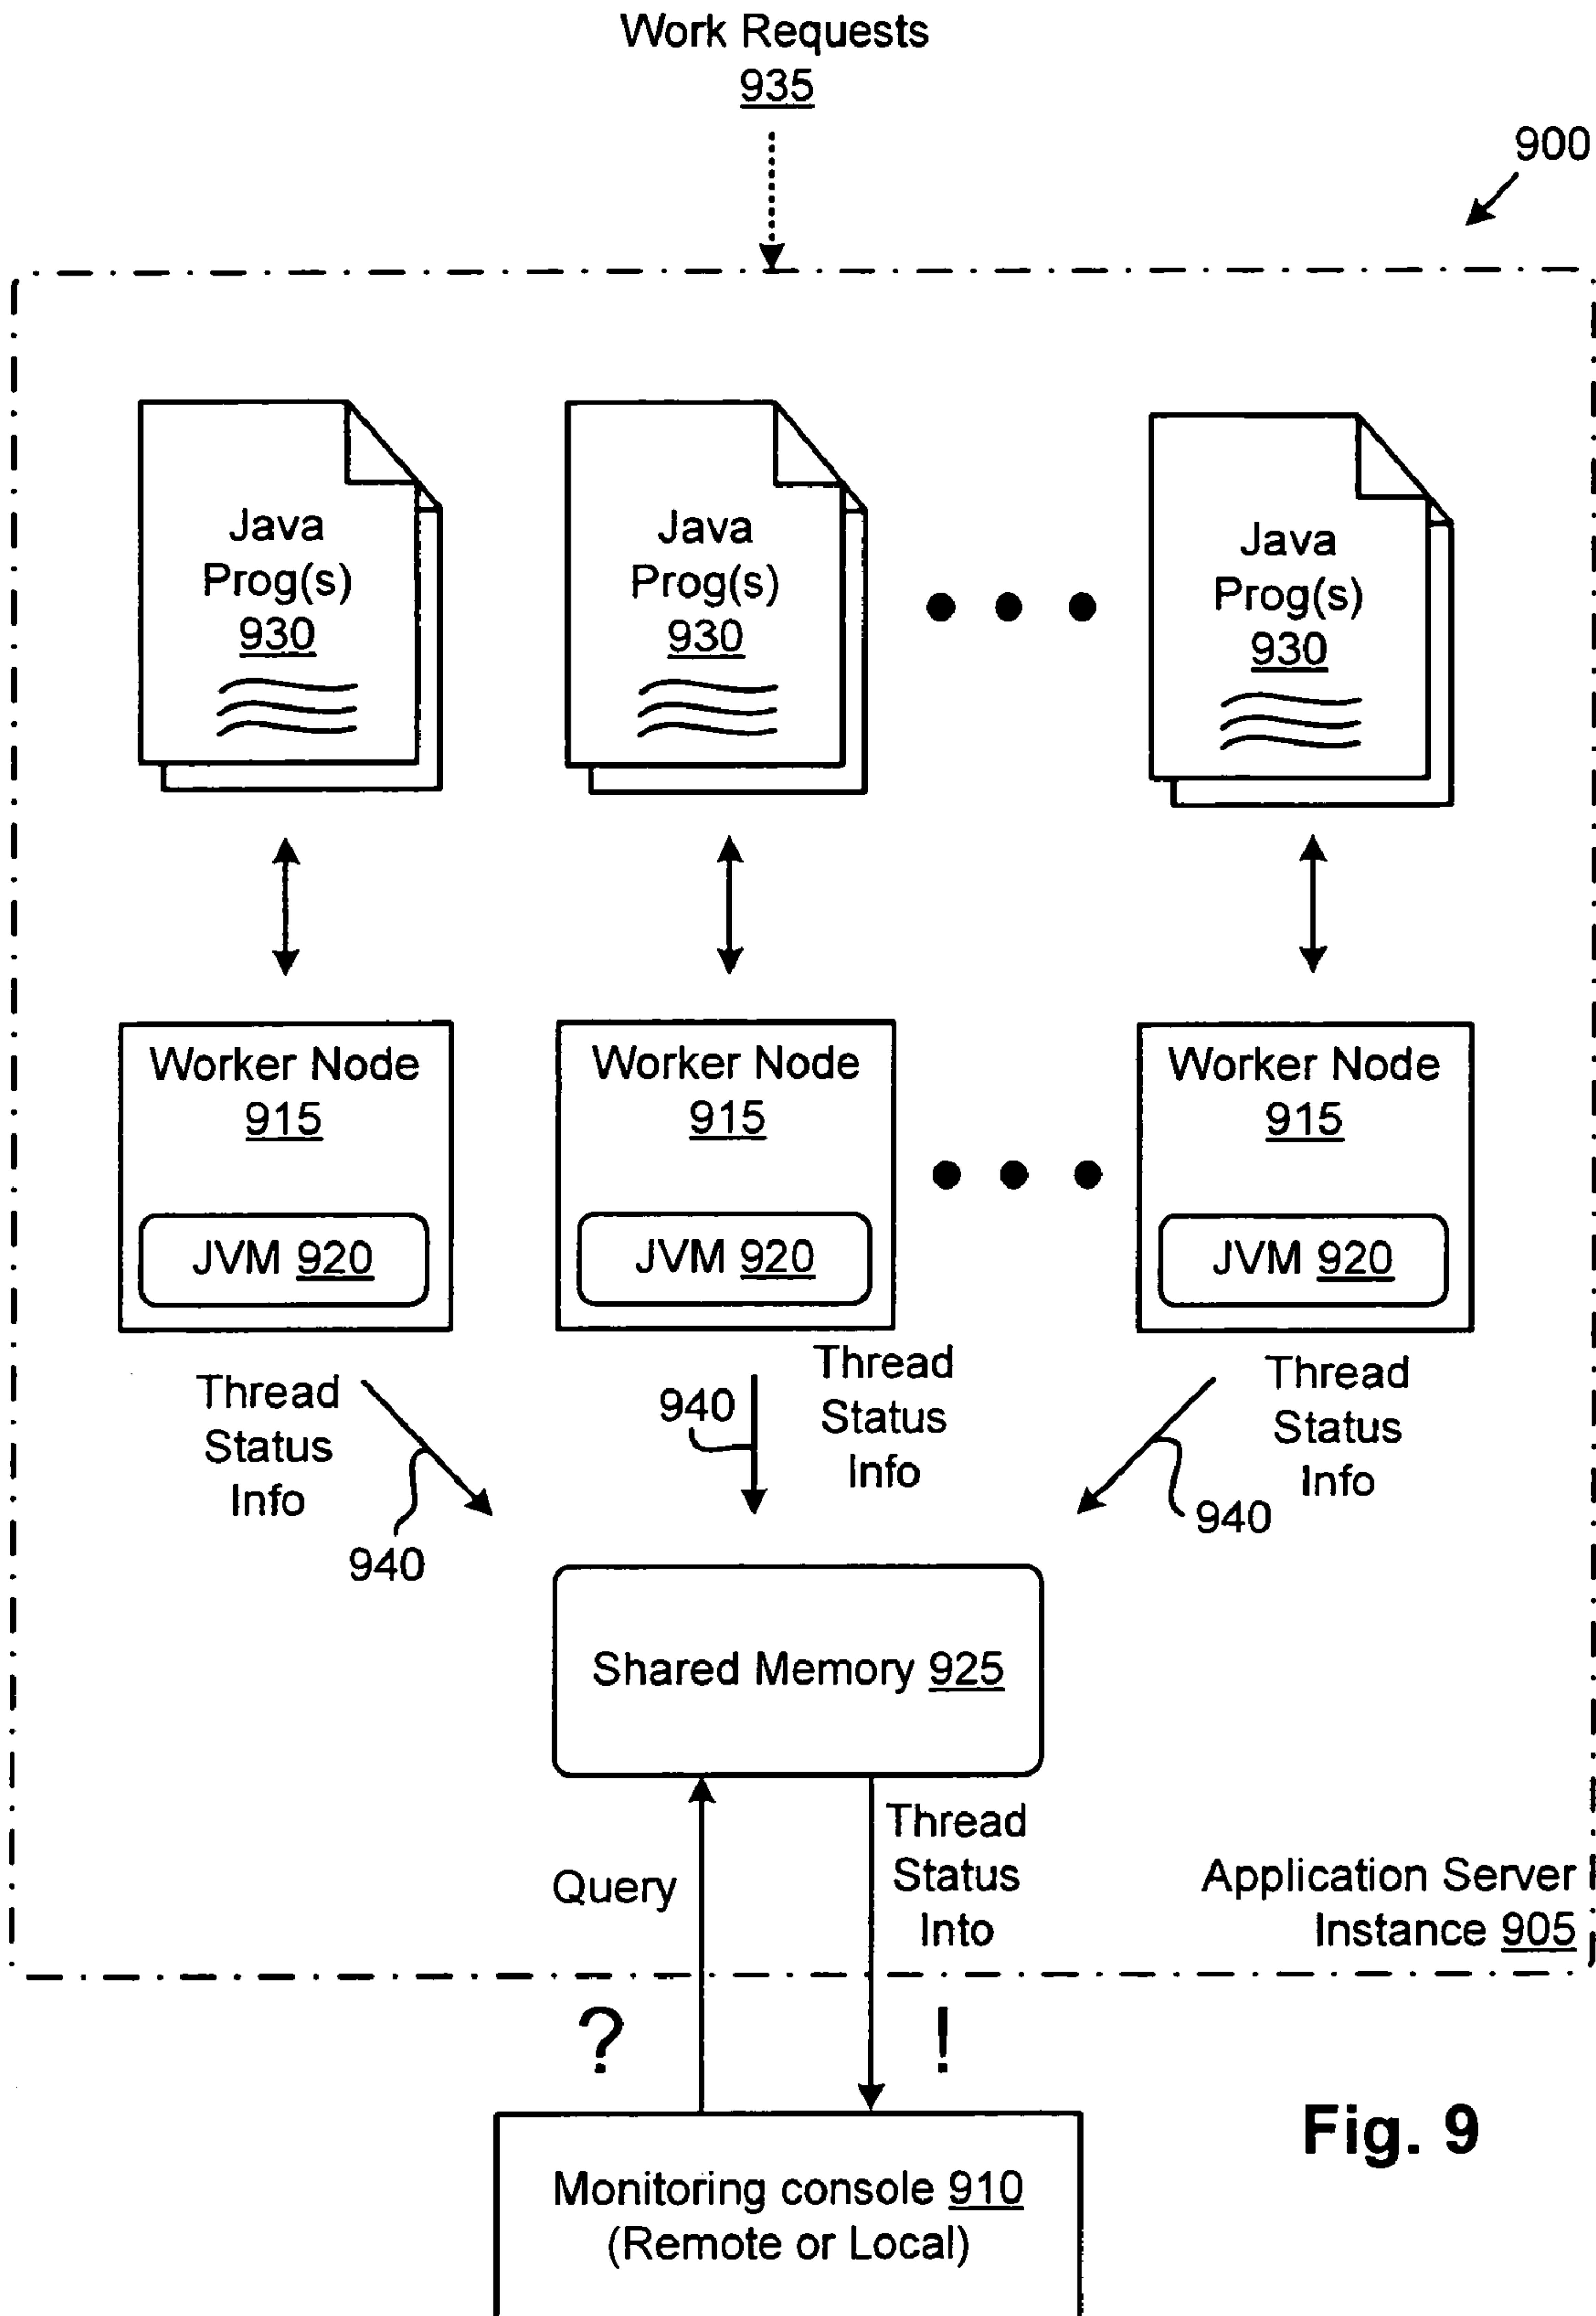 Work Requests
935
900
Java
Prog(s)
930
Java
Prog(s)
930
Java
Prog(s)
930
Worker Node
915
JVM 920
Worker Node
915
JVM 920
Worker Node
915
JVM 920
Thread
Status
Info
940
940
Thread
Status
Info
Thread
Status
Info
940
Shared Memory 925
Query
Thread
Status
Into
Application Server
Instance 905
?
!
Monitoring console 910
(Remote or Local)
Fig. 9